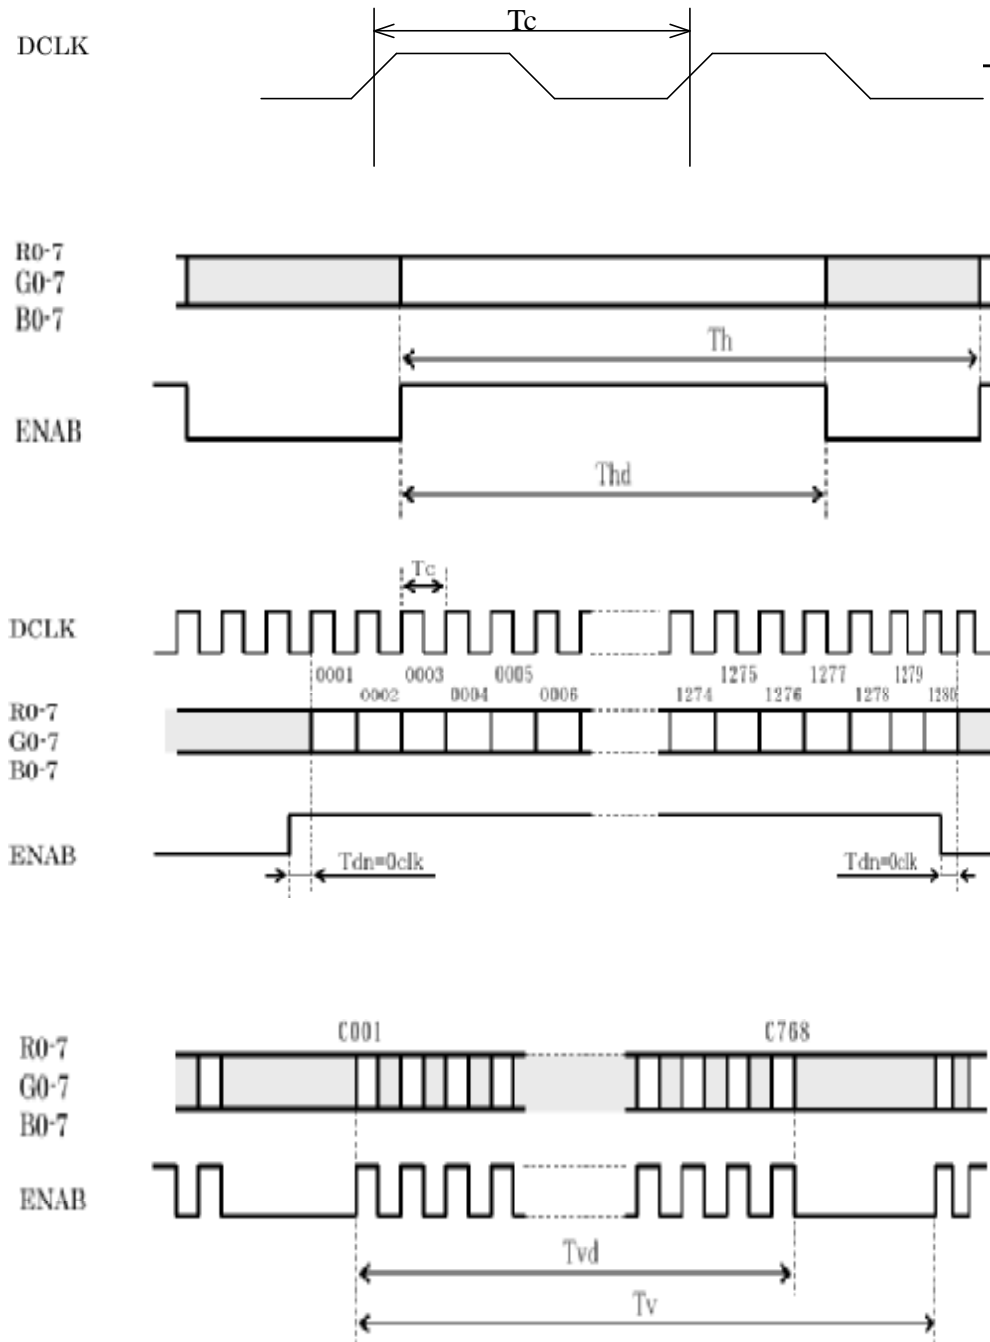 Tc
DCLK
R0-7
G0-7
B0-7
Th
ENAB
Thd
Tc
DCLK
0001 0003 0005 1275 1277 1279
0002 0004 0006 1274 1276 1278 1280
R0-7
G0-7
B0-7
ENAB
Tdn=0clk Tdn=0clk
C001 C768
R0-7
G0-7
B0-7
ENAB
Tvd
Tv